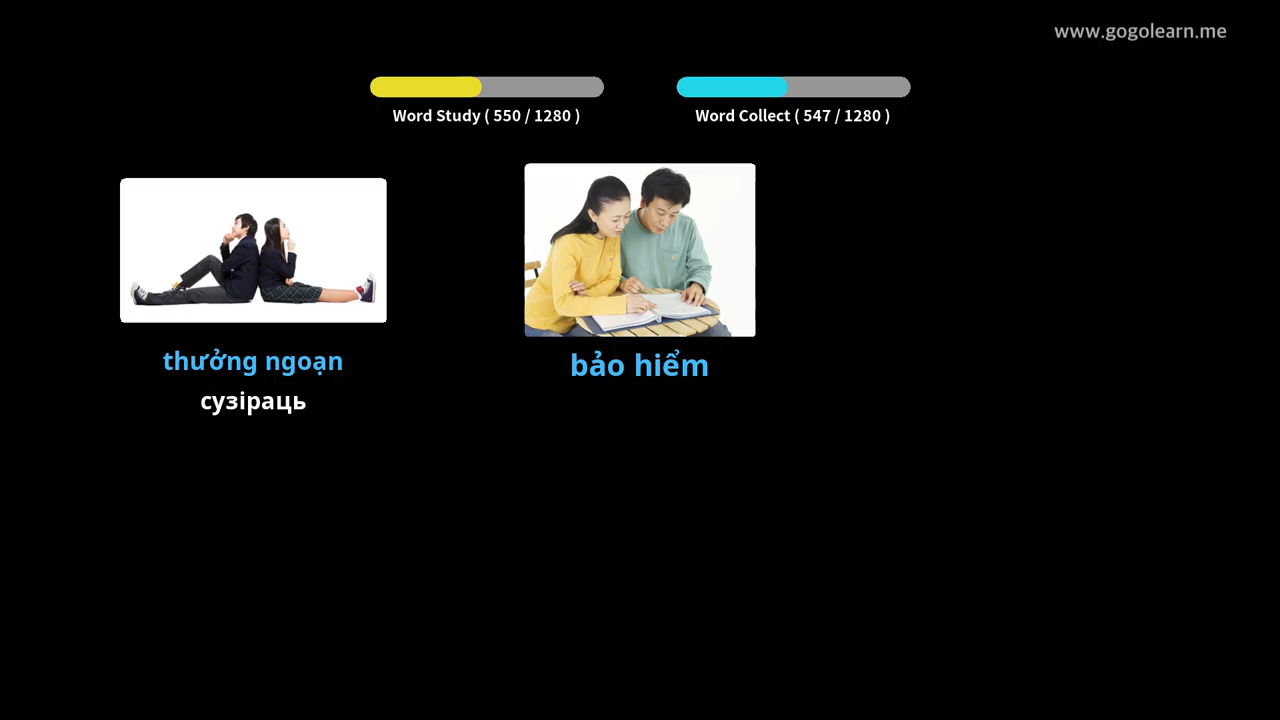 www.gogolearn.me
Word Study ( 550 / 1280 )
Word Collect ( 547 / 1280 )
thưởng ngoạn
сузіраць
bảo hiểm